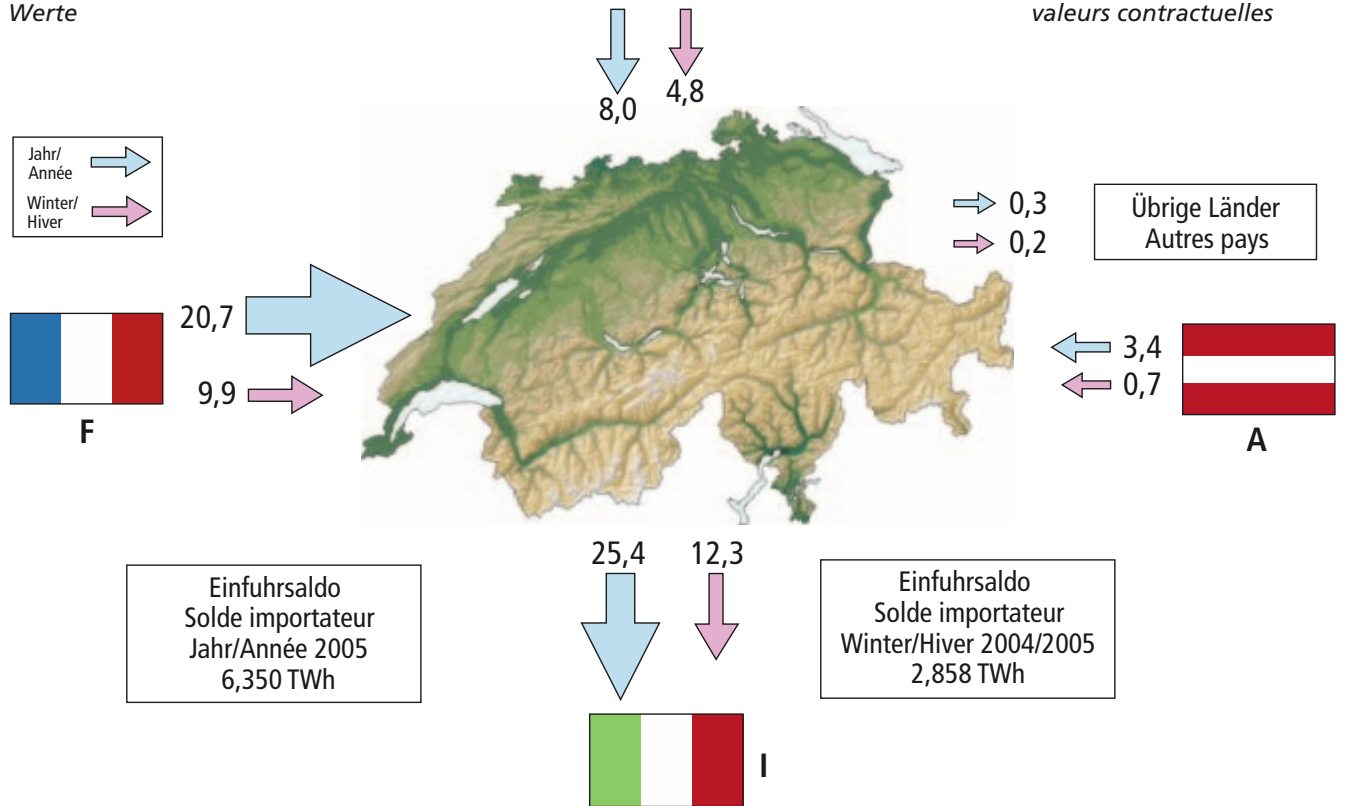 Werte
valeurs contractuelles
8,0
4,8
Jahr/
Année
Winter/
Hiver
0,3
0,2
Übrige Länder
Autres pays
20,7
9,9
F
3,4
0,7
A
25,4
12,3
Einfuhrsaldo
Solde importateur
Jahr/Année 2005
6,350 TWh
Einfuhrsaldo
Solde importateur
Winter/Hiver 2004/2005
2,858 TWh
I